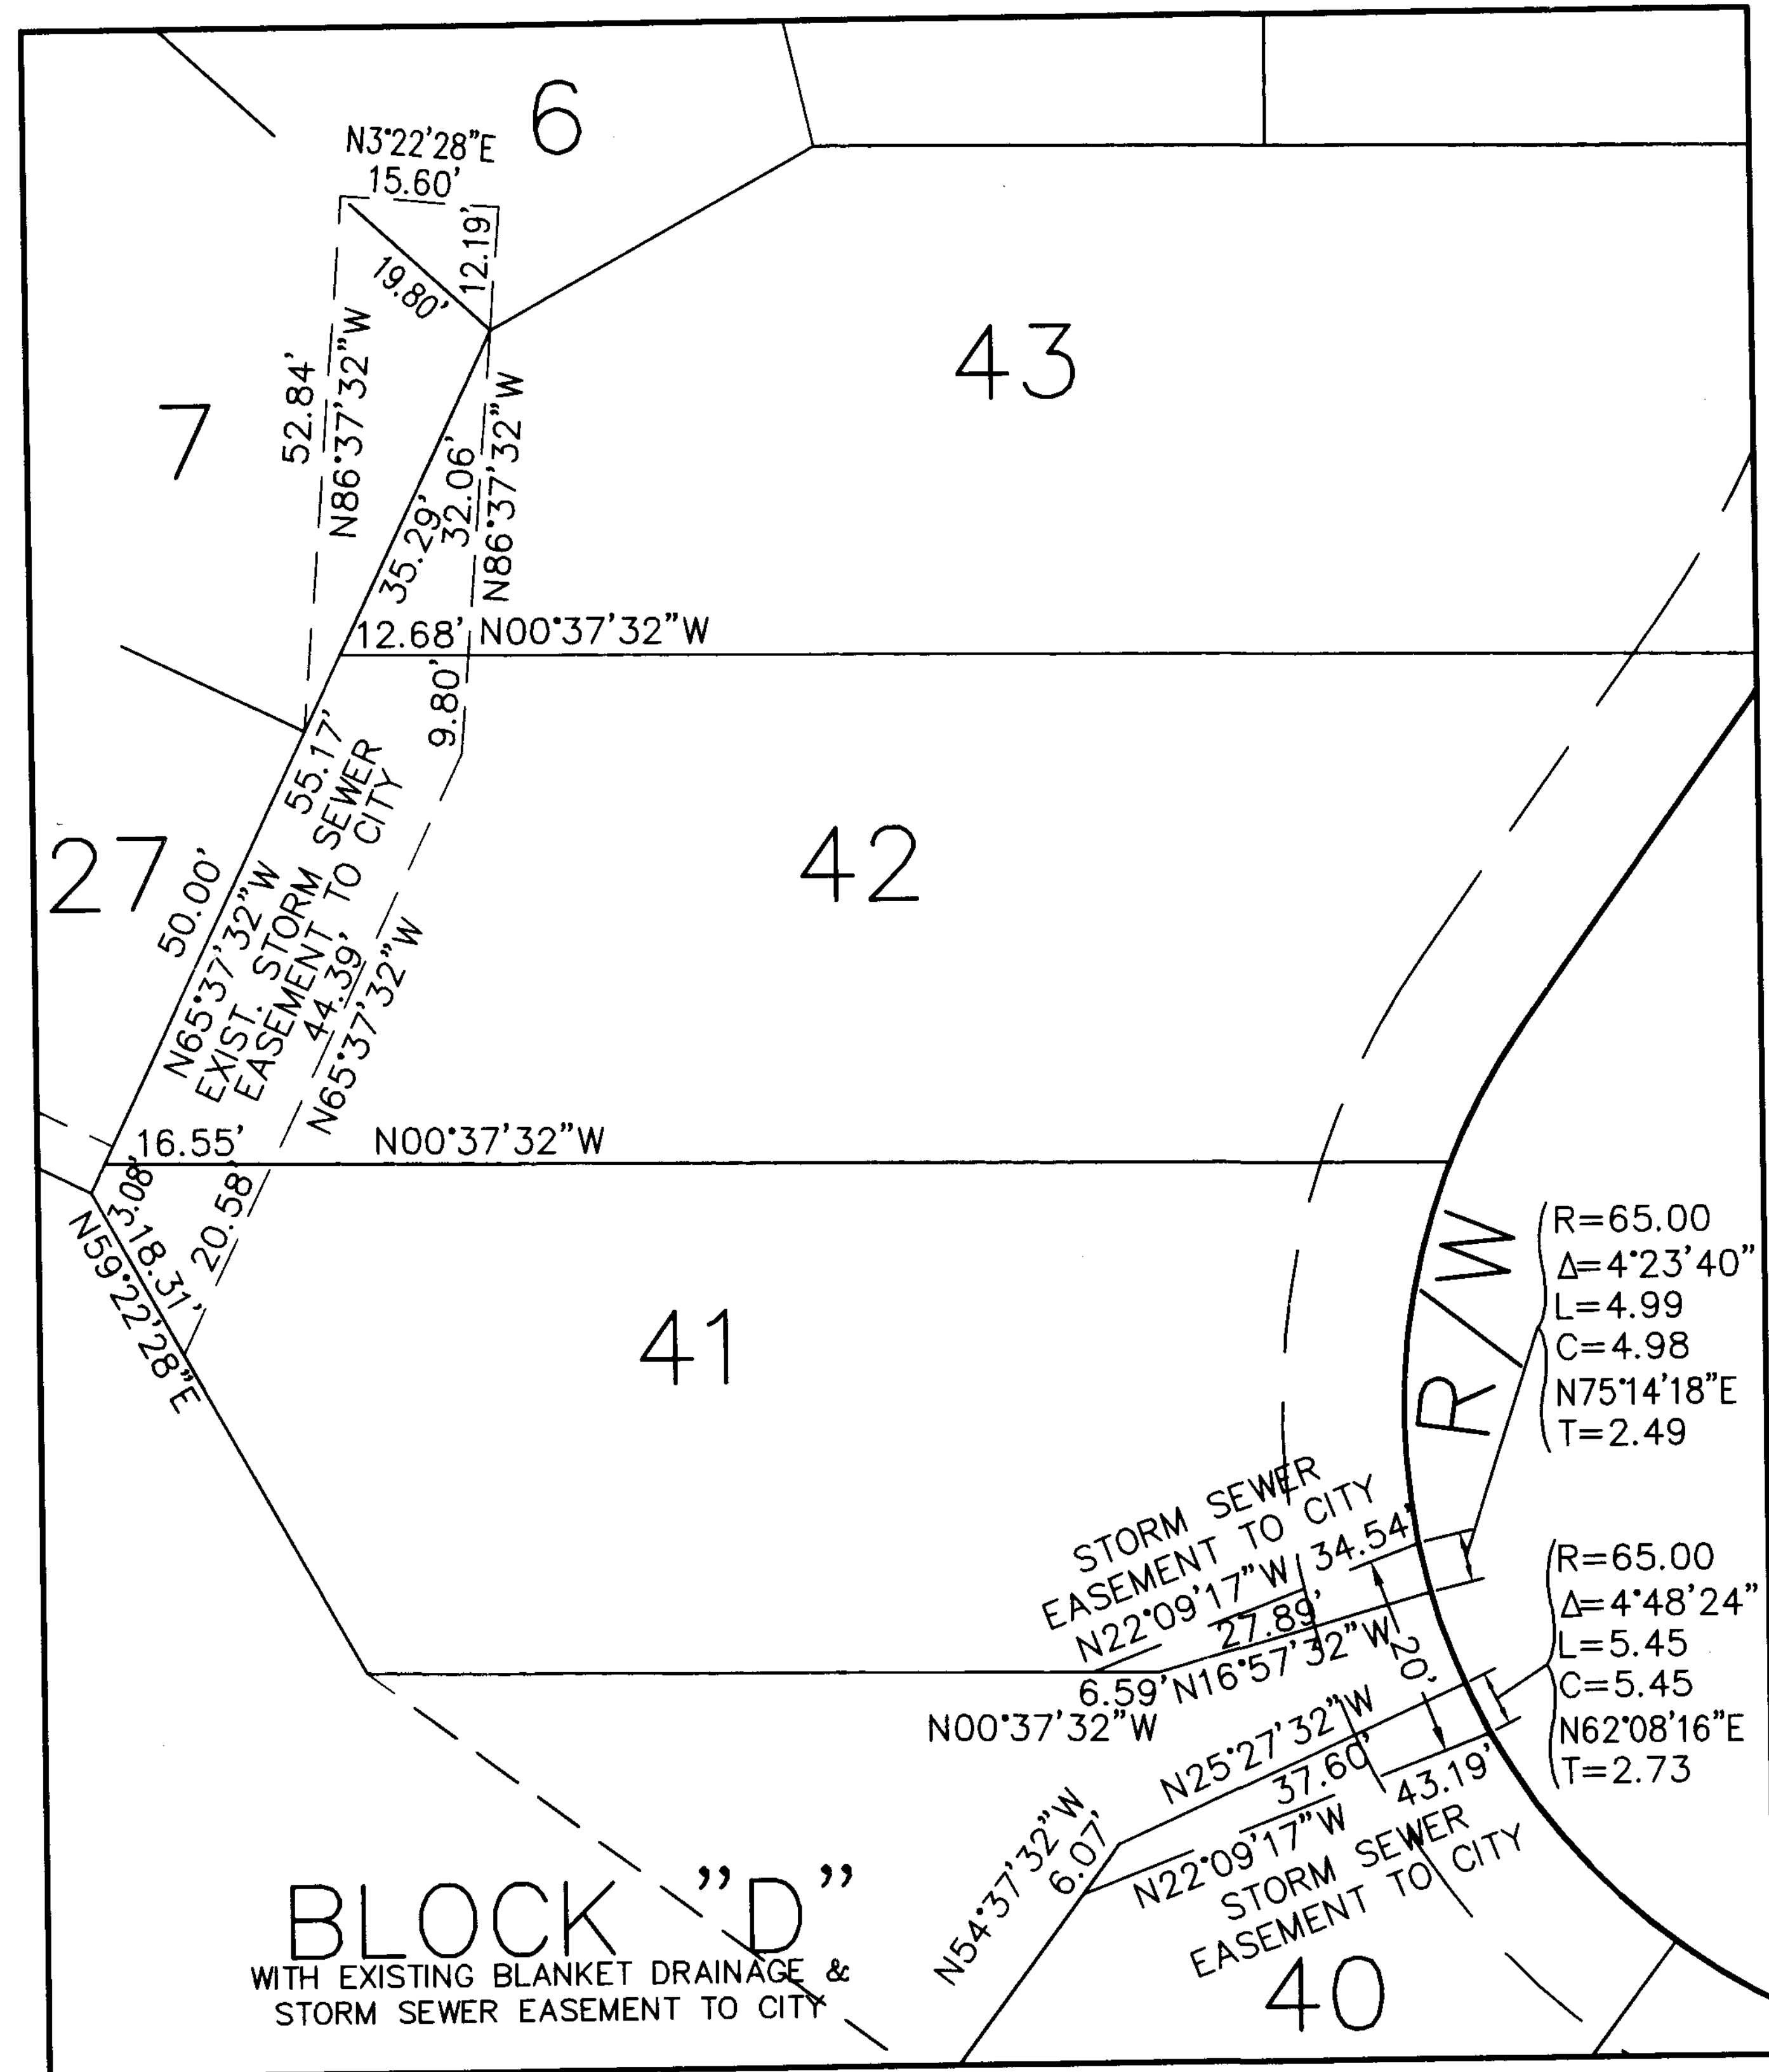 6
N3°22'28"E
15.60'
12.19'
19.80'
43
7
52.84'
N86°37'32"W
35.29'
32.06'
N86°37'32"W
12.68'
N00°37'32"W
9.80'
27
50.00'
55.17'
N65°37'32"W
EXIST. STORM SEWER
EASEMENT TO CITY
44.39'
N65°37'32"W
42
16.55'
N00°37'32"W
3.08'
18.31'
20.58'
N59°22'28"E
41
R/W
R=65.00
Δ=4°23'40"
L=4.99
C=4.98
N75°14'18"E
T=2.49
STORM SEWER
EASEMENT TO CITY
N22°09'17"W
34.54'
27.89'
N16°57'32"W
6.59'
N00°37'32"W
20'
R=65.00
Δ=4°48'24"
L=5.45
C=5.45
N62°08'16"E
T=2.73
N25°27'32"W
37.60'
43.19'
N22°09'17"W
STORM SEWER
EASEMENT TO CITY
N54°37'32"W
6.07'
40
BLOCK "D"
WITH EXISTING BLANKET DRAINAGE &
STORM SEWER EASEMENT TO CITY